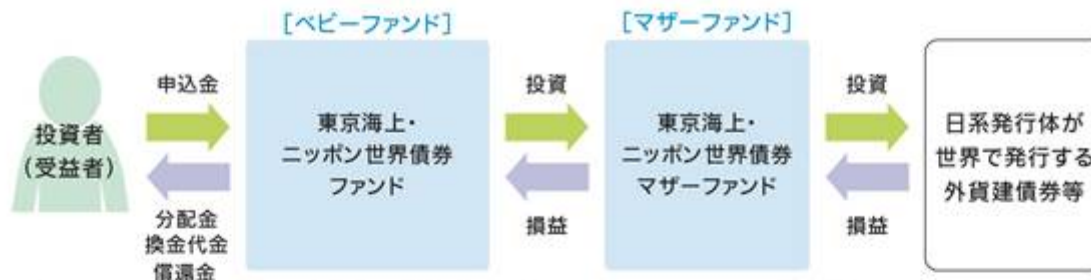 [ベビーファンド]
[マザーファンド]
投資者
(受益者)
申込金
分配金
換金代金
償還金
東京海上・
ニッポン世界債券
ファンド
投資
損益
東京海上・
ニッポン世界債券
マザーファンド
投資
損益
日系発行体が
世界で発行する
外貨建債券等